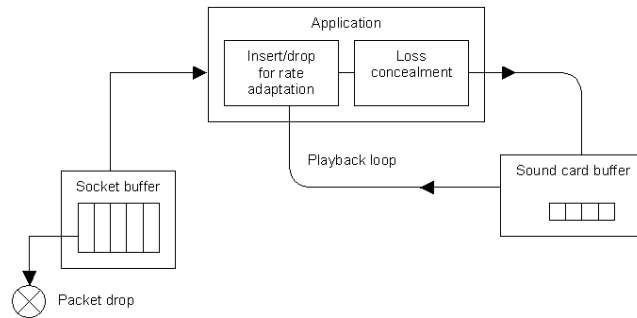 Application
Insert/drop
for rate
adaptation
Loss
concealment
Playback loop
Sound card buffer
Socket buffer
Packet drop